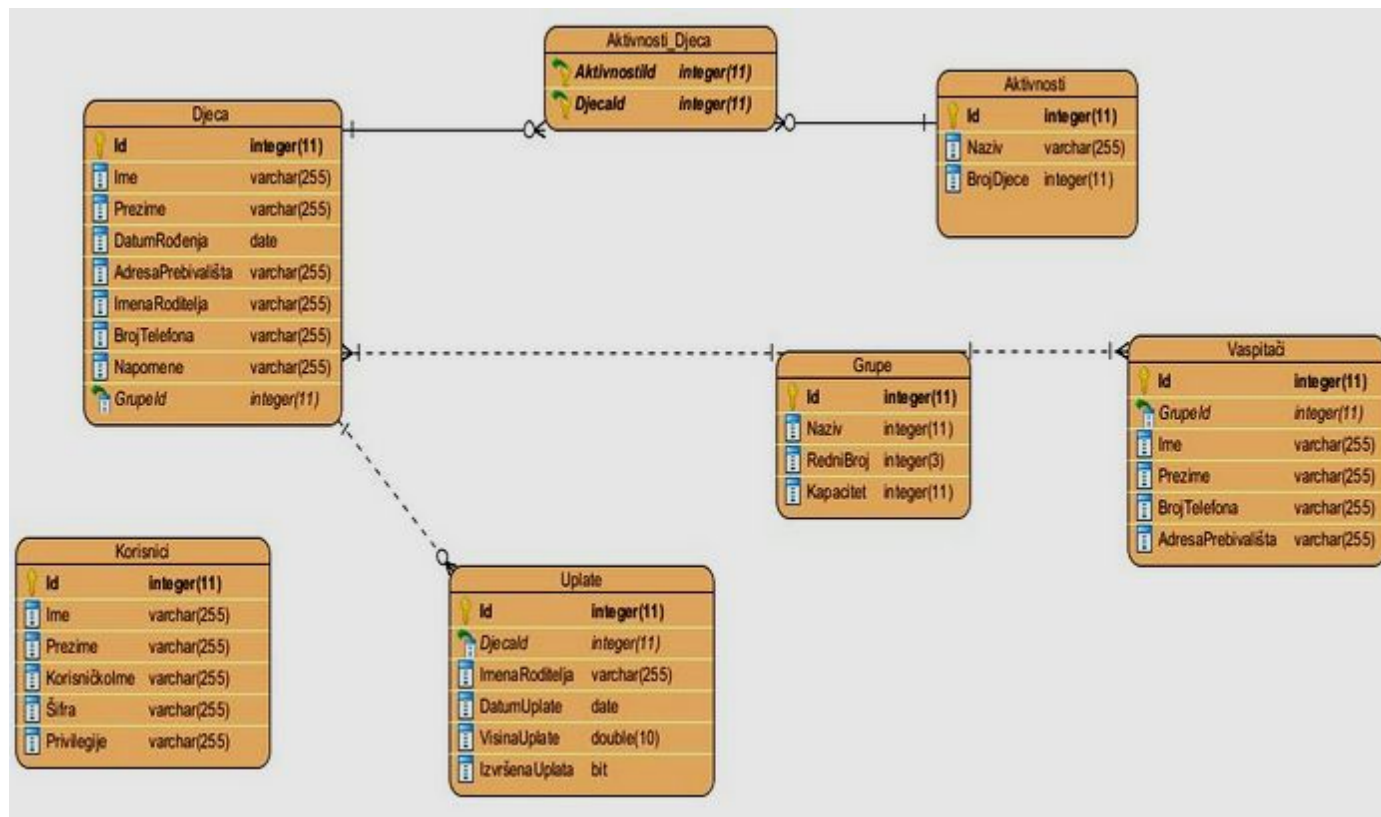 Aktivnosti_Djeca
AktivnostiId integer(11)
DjecaId integer(11)
Aktivnosti
Id integer(11)
Naziv varchar(255)
BrojDjece integer(11)
Djeca
Id integer(11)
Ime varchar(255)
Prezime varchar(255)
DatumRođenja date
AdresaPrebivališta varchar(255)
ImenaRoditelja varchar(255)
BrojTelefona varchar(255)
Napomene varchar(255)
GrupeId integer(11)
Grupe
Id integer(11)
Naziv integer(11)
RedniBroj integer(3)
Kapacitet integer(11)
Vaspitači
Id integer(11)
GrupeId integer(11)
Ime varchar(255)
Prezime varchar(255)
BrojTelefona varchar(255)
AdresaPrebivališta varchar(255)
Korisnici
Id integer(11)
Ime varchar(255)
Prezime varchar(255)
KorisničkoIme varchar(255)
Šifra varchar(255)
Privilegije varchar(255)
Uplate
Id integer(11)
DjecaId integer(11)
ImenaRoditelja varchar(255)
DatumUplate date
VisinaUplate double(10)
IzvršenaUplata bit